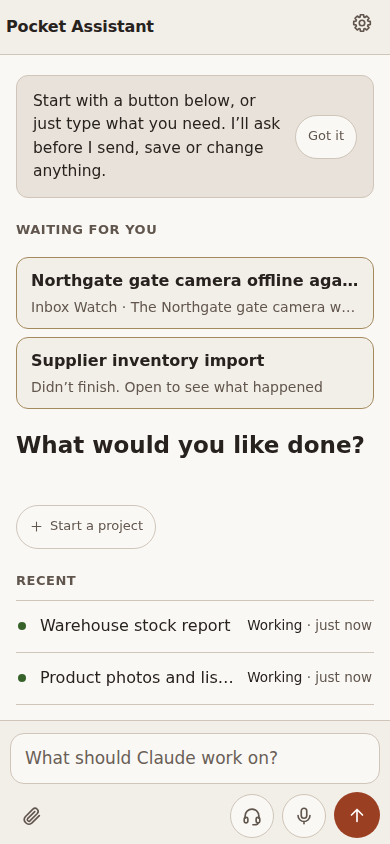 Pocket Assistant
Start with a button below, or
just type what you need. I’ll ask
before I send, save or change
anything.
Got it
WAITING FOR YOU
Northgate gate camera offline aga…
Inbox Watch · The Northgate gate camera w…
Supplier inventory import
Didn’t finish. Open to see what happened
What would you like done?
+ Start a project
RECENT
Warehouse stock report Working · just now
Product photos and lis… Working · just now
What should Claude work on?